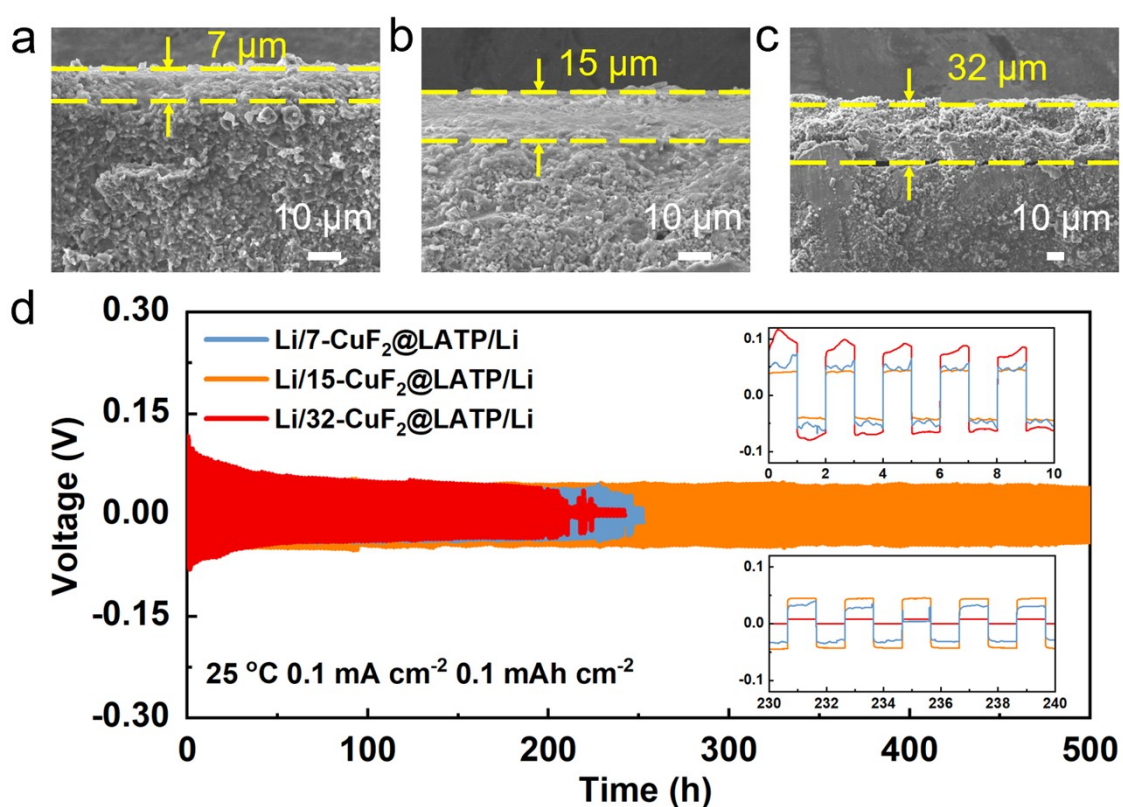 a
7 μm
10 μm
b
15 μm
10 μm
c
32 μm
10 μm
d
Voltage (V)
0.30
0.15
0.00
-0.15
-0.30
Li/7-CuF₂@LATP/Li
Li/15-CuF₂@LATP/Li
Li/32-CuF₂@LATP/Li
0.1
0.0
-0.1
0 2 4 6 8 10
0.1
0.0
-0.1
230 232 234 236 238 240
25 °C 0.1 mA cm⁻² 0.1 mAh cm⁻²
0 100 200 300 400 500
Time (h)